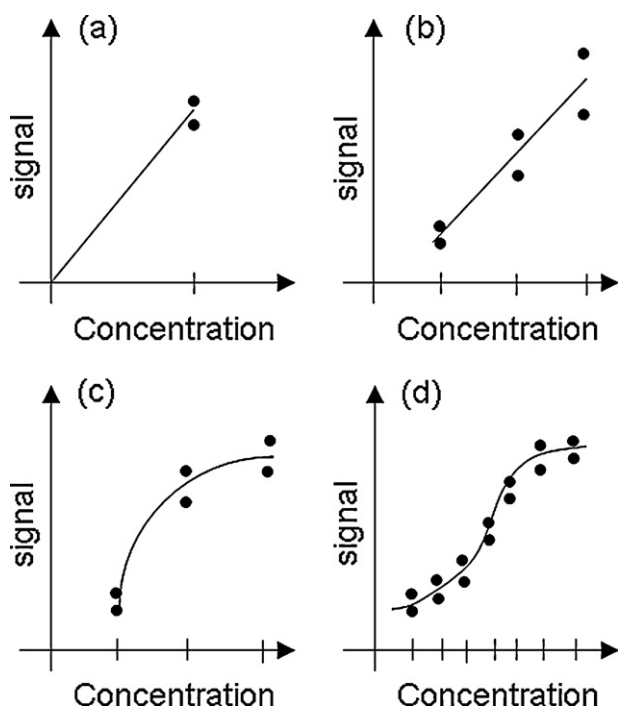 (a)
signal
Concentration
(b)
signal
Concentration
(c)
signal
Concentration
(d)
signal
Concentration